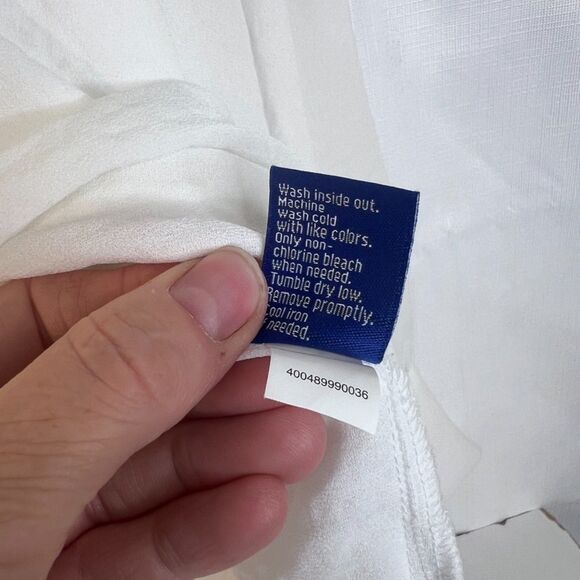 Wash inside out.
Machine
wash cold
with like colors.
Only non-
chlorine bleach
when needed.
Tumble dry low.
Remove promptly.
Cool iron
needed.
400489990036